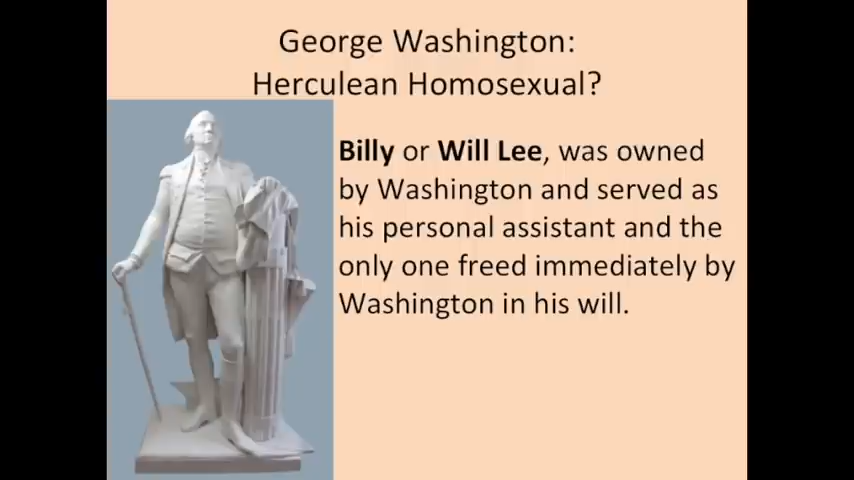 George Washington:
Herculean Homosexual?
Billy or Will Lee, was owned
by Washington and served as
his personal assistant and the
only one freed immediately by
Washington in his will.